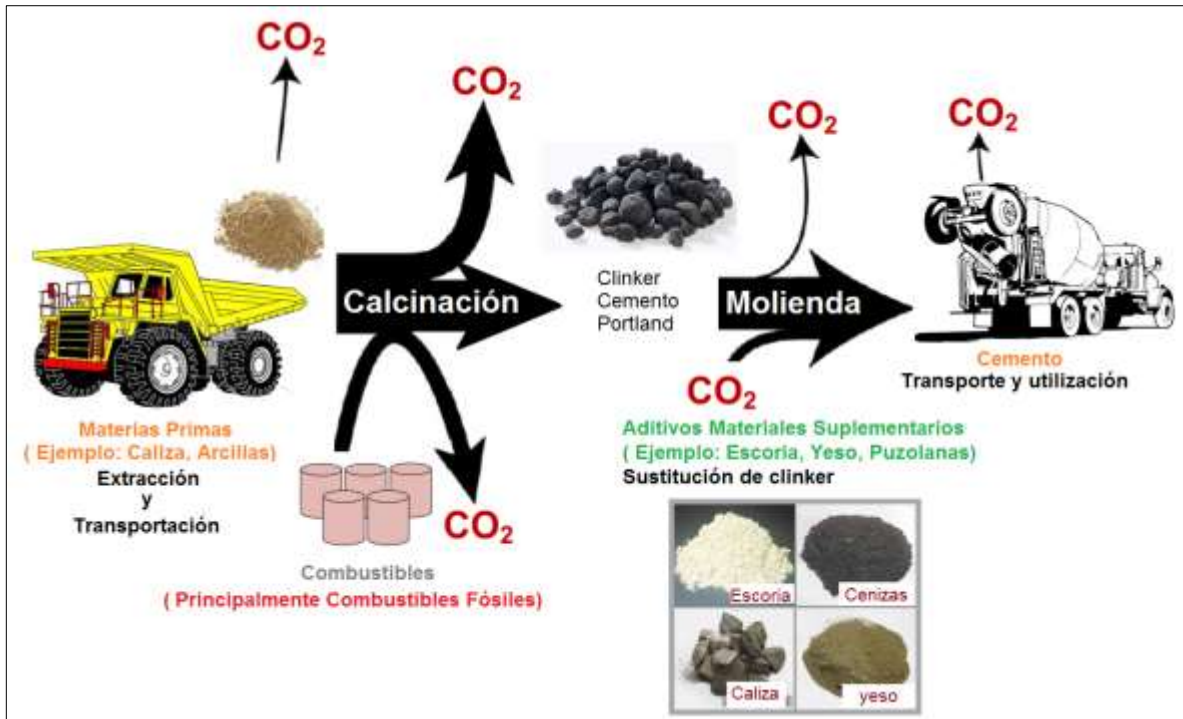 CO₂
CO₂
CO₂
CO₂
Calcinación
Clinker
Cemento
Portland
Molienda
Materias Primas
( Ejemplo: Caliza, Arcillas)
Extracción
y
Transportación
CO₂
Combustibles
( Principalmente Combustibles Fósiles)
CO₂
Aditivos Materiales Suplementarios
( Ejemplo: Escoria, Yeso, Puzolanas)
Sustitución de clinker
Escoria
Cenizas
Caliza
yeso
Cemento
Transporte y utilización